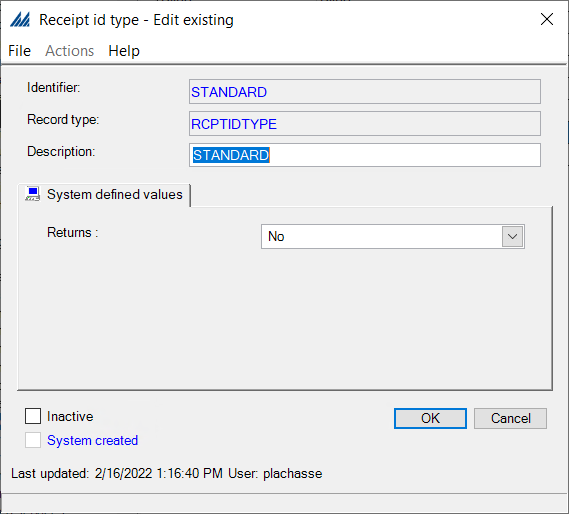 Receipt id type - Edit existing
File Actions Help
Identifier: STANDARD
Record type: RCPTIDTYPE
Description: STANDARD
System defined values
Returns : No
Inactive OK Cancel
System created
Last updated: 2/16/2022 1:16:40 PM User: plachasse